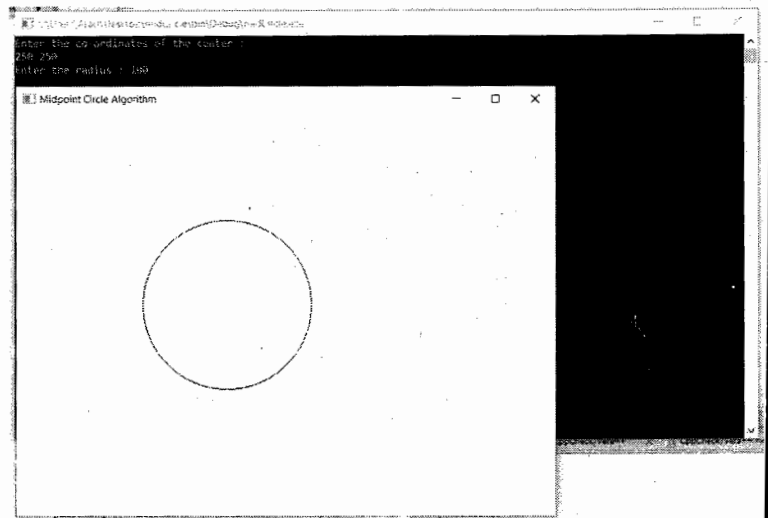 Enter the co ordinates of the center :
250 250
Enter the radius : 100
Midpoint Circle Algorithm